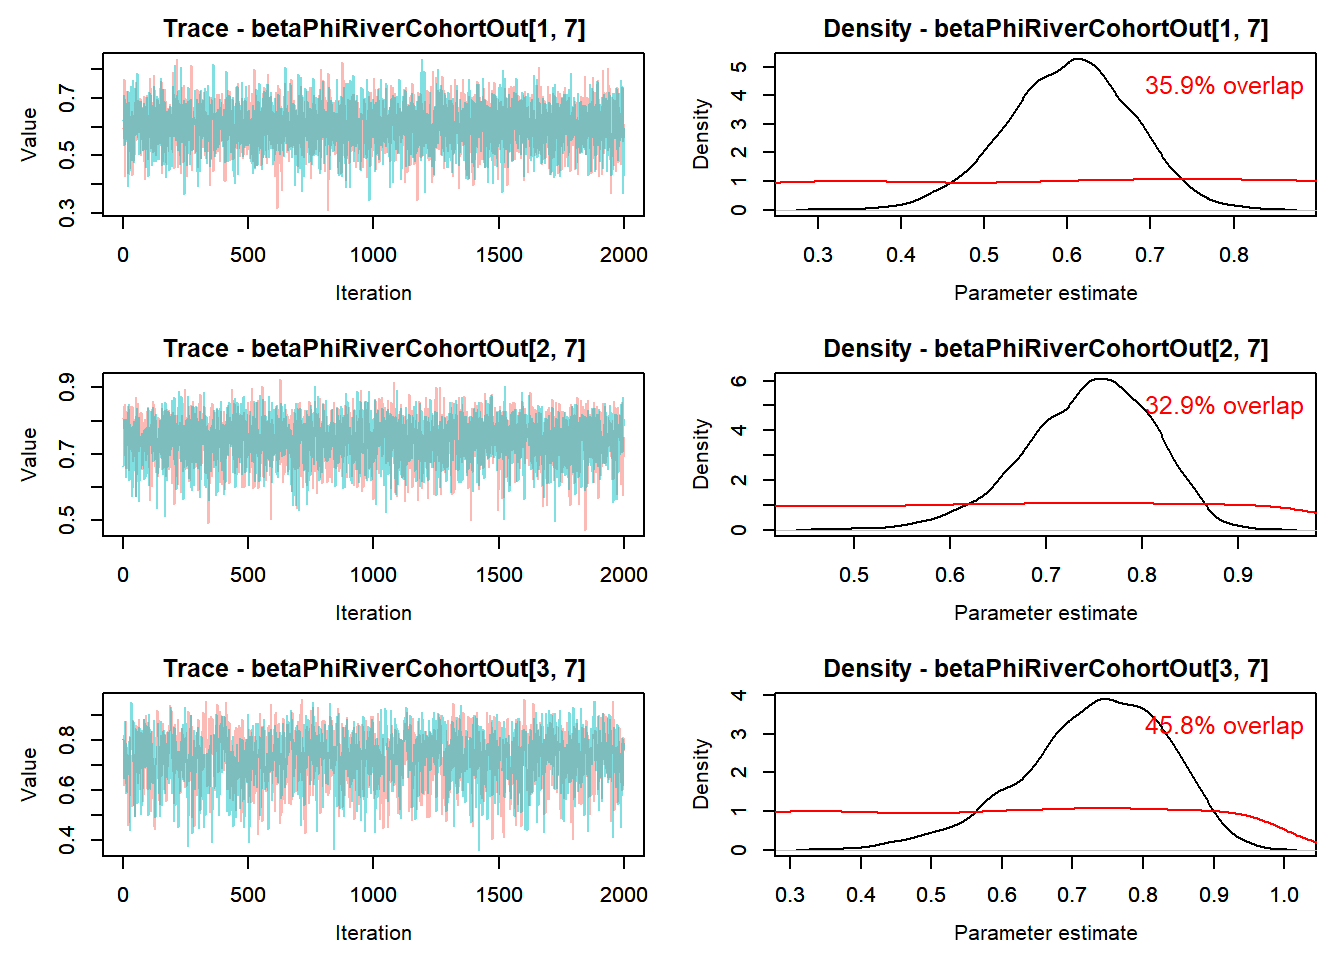 Trace - betaPhiRiverCohortOut[1, 7]
Value
0.3 0.5 0.7
0 500 1000 1500 2000
Iteration
Density - betaPhiRiverCohortOut[1, 7]
35.9% overlap
Density
0 1 2 3 4 5
0.3 0.4 0.5 0.6 0.7 0.8
Parameter estimate
Trace - betaPhiRiverCohortOut[2, 7]
Value
0.5 0.7 0.9
0 500 1000 1500 2000
Iteration
Density - betaPhiRiverCohortOut[2, 7]
32.9% overlap
Density
0 2 4 6
0.5 0.6 0.7 0.8 0.9
Parameter estimate
Trace - betaPhiRiverCohortOut[3, 7]
Value
0.4 0.6 0.8
0 500 1000 1500 2000
Iteration
Density - betaPhiRiverCohortOut[3, 7]
45.8% overlap
Density
0 1 2 3 4
0.3 0.4 0.5 0.6 0.7 0.8 0.9 1.0
Parameter estimate